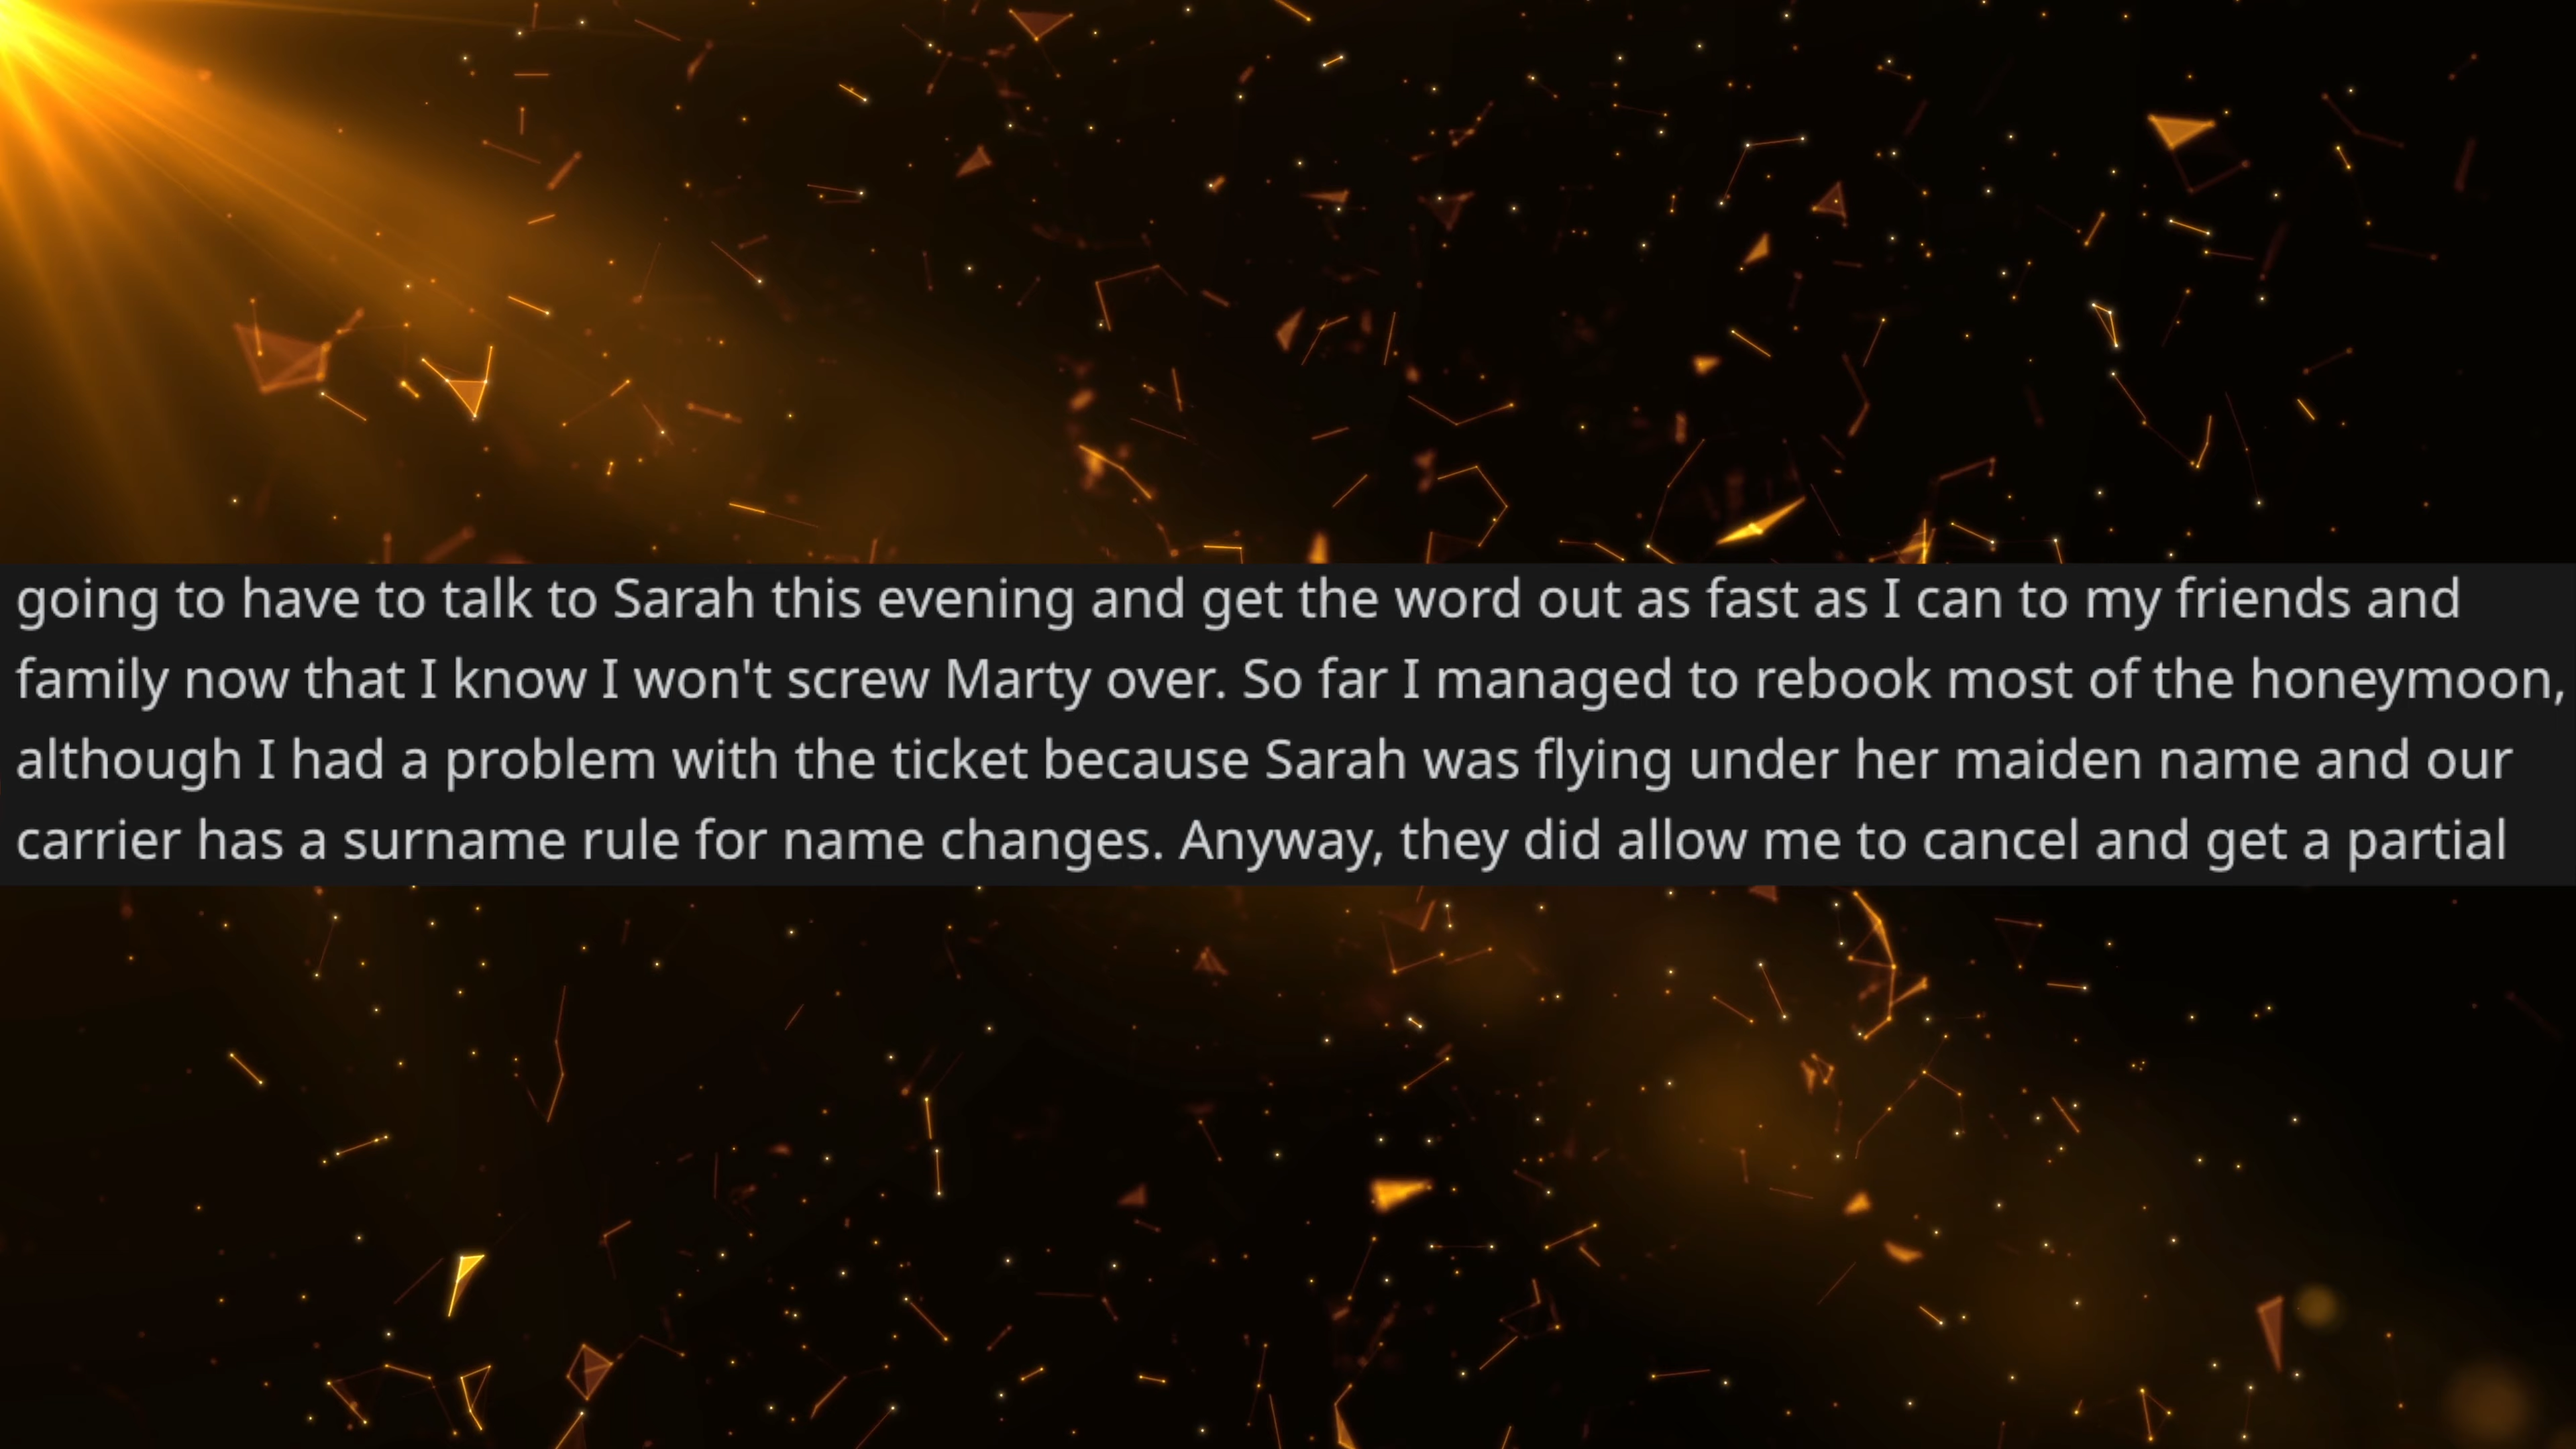 going to have to talk to Sarah this evening and get the word out as fast as I can to my friends and
family now that I know I won't screw Marty over. So far I managed to rebook most of the honeymoon,
although I had a problem with the ticket because Sarah was flying under her maiden name and our
carrier has a surname rule for name changes. Anyway, they did allow me to cancel and get a partial